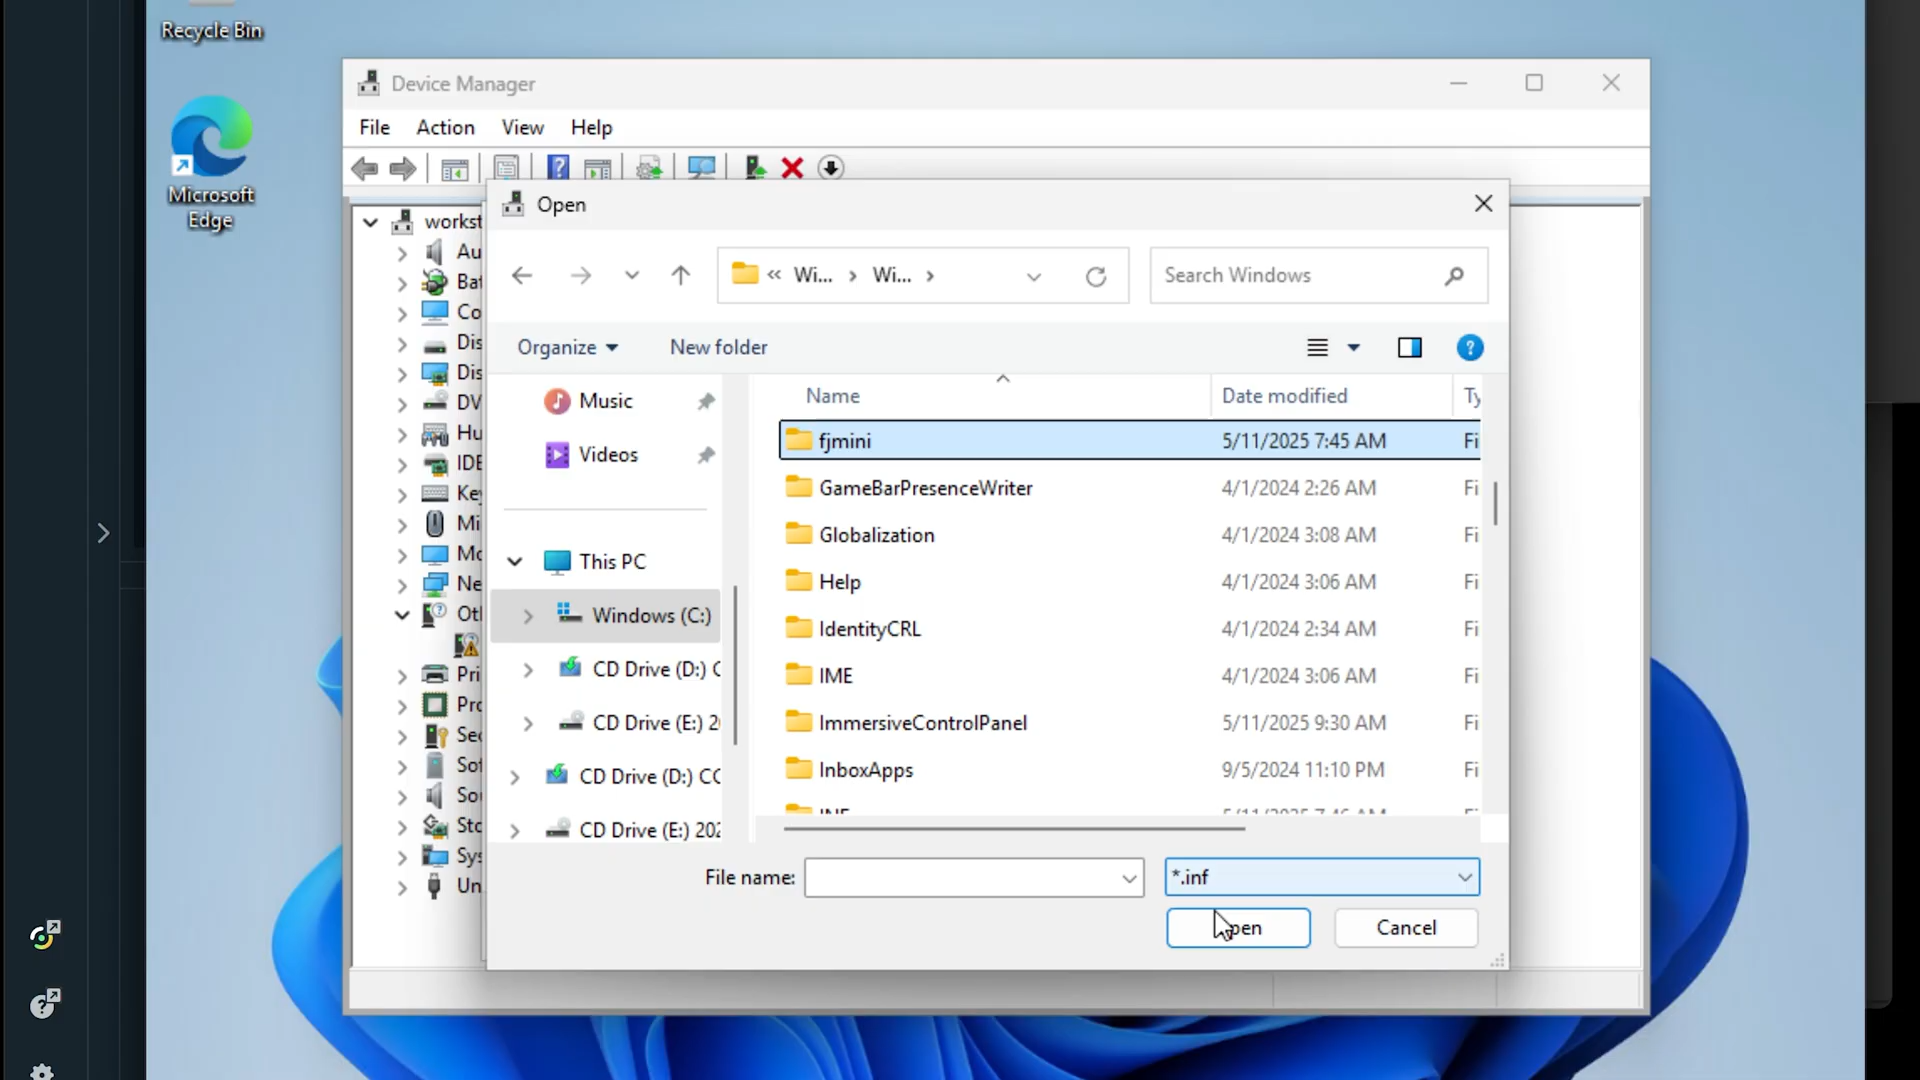 Recycle Bin
Microsoft
Edge
Device Manager
File Action View Help
Open
« Wi... › Wi... ›
Search Windows
Organize
New folder
Name
Date modified
Ty
Music
Videos
This PC
Windows (C:)
CD Drive (D:) C
CD Drive (E:) 2
CD Drive (D:) CC
CD Drive (E:) 202
fjmini 5/11/2025 7:45 AM Fi
GameBarPresenceWriter 4/1/2024 2:26 AM Fi
Globalization 4/1/2024 3:08 AM Fi
Help 4/1/2024 3:06 AM Fi
IdentityCRL 4/1/2024 2:34 AM Fi
IME 4/1/2024 3:06 AM Fi
ImmersiveControlPanel 5/11/2025 9:30 AM Fi
InboxApps 9/5/2024 11:10 PM Fi
File name:
*.inf
Open
Cancel
workst
Au
Bat
Co
Dis
Dis
DV
Hu
IDE
Key
Mi
Mo
Ne
Oth
Pri
Pro
Sec
Sof
Sou
Sto
Sys
Un